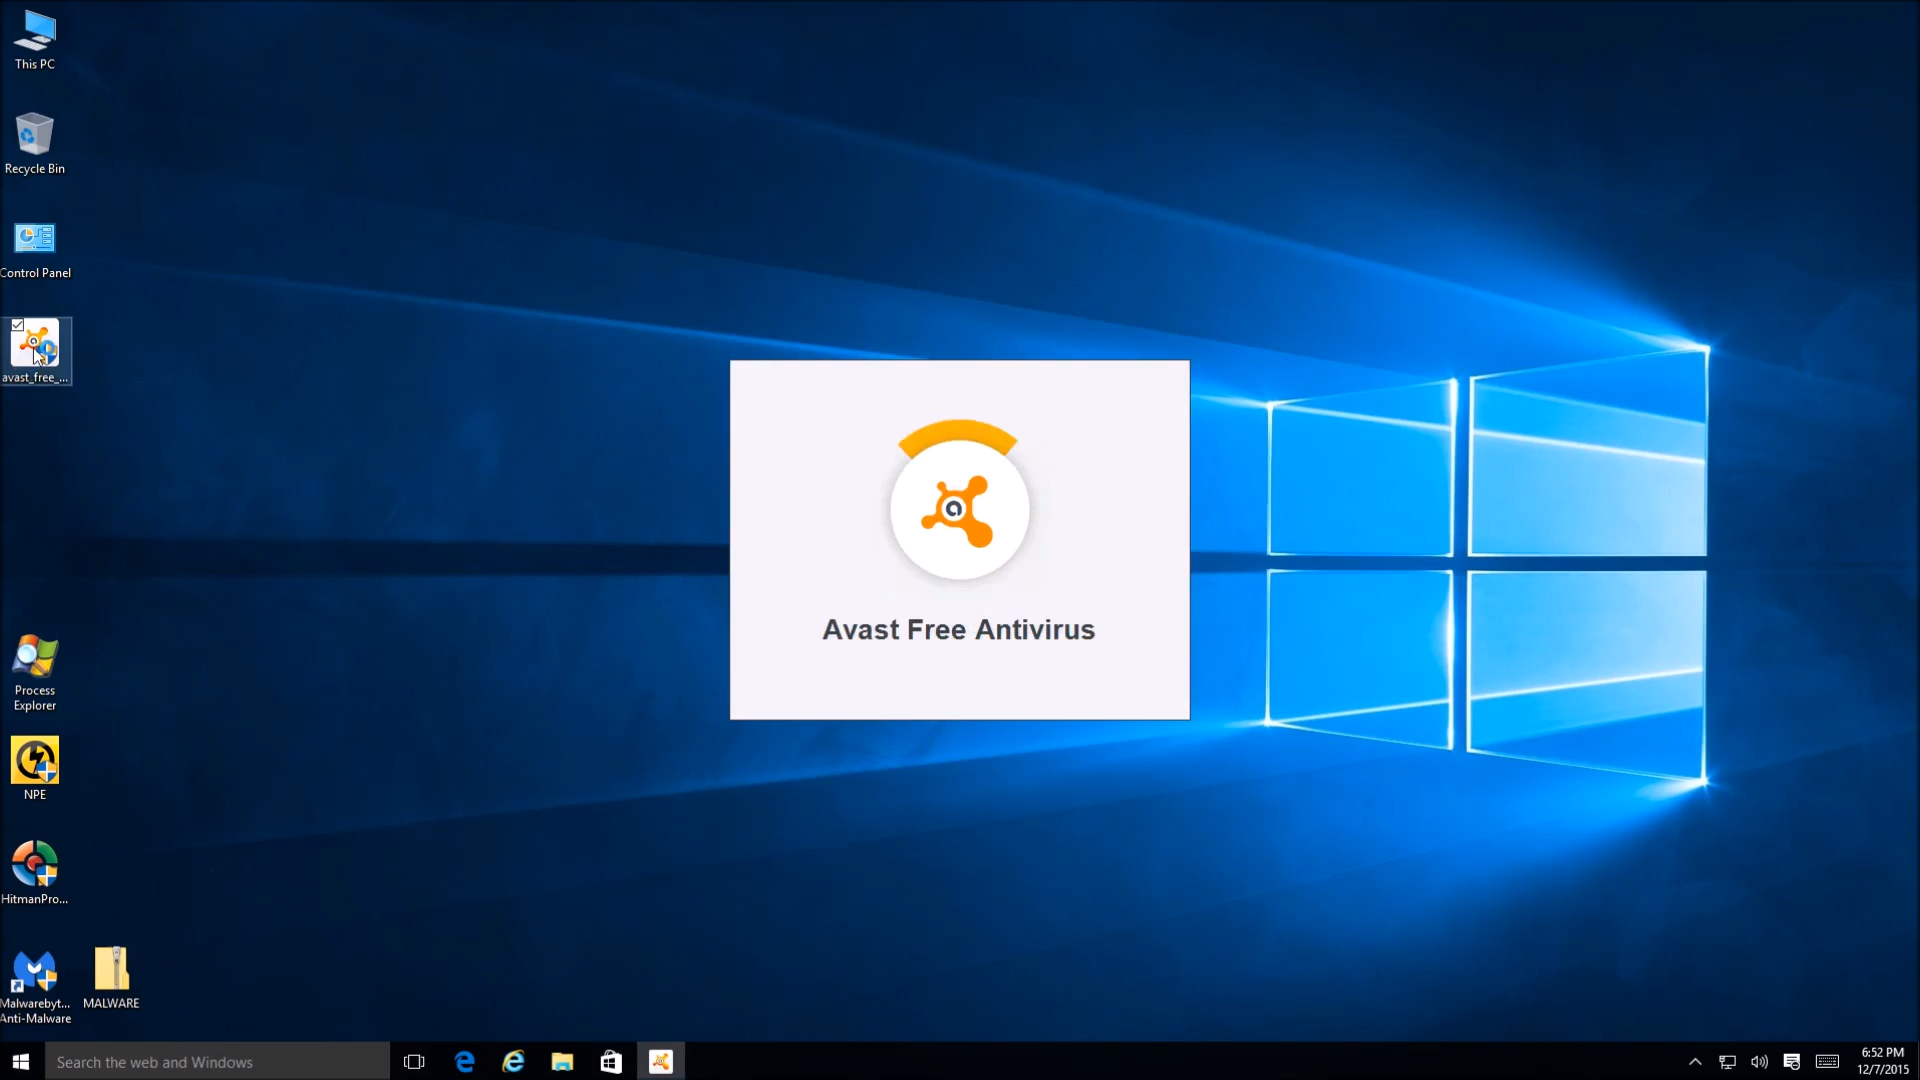 This PC
Recycle Bin
Control Panel
avast_free_...
Avast Free Antivirus
Process
Explorer
NPE
HitmanPro...
Malwarebyt...
Anti-Malware
MALWARE
Search the web and Windows
6:52 PM
12/7/2015